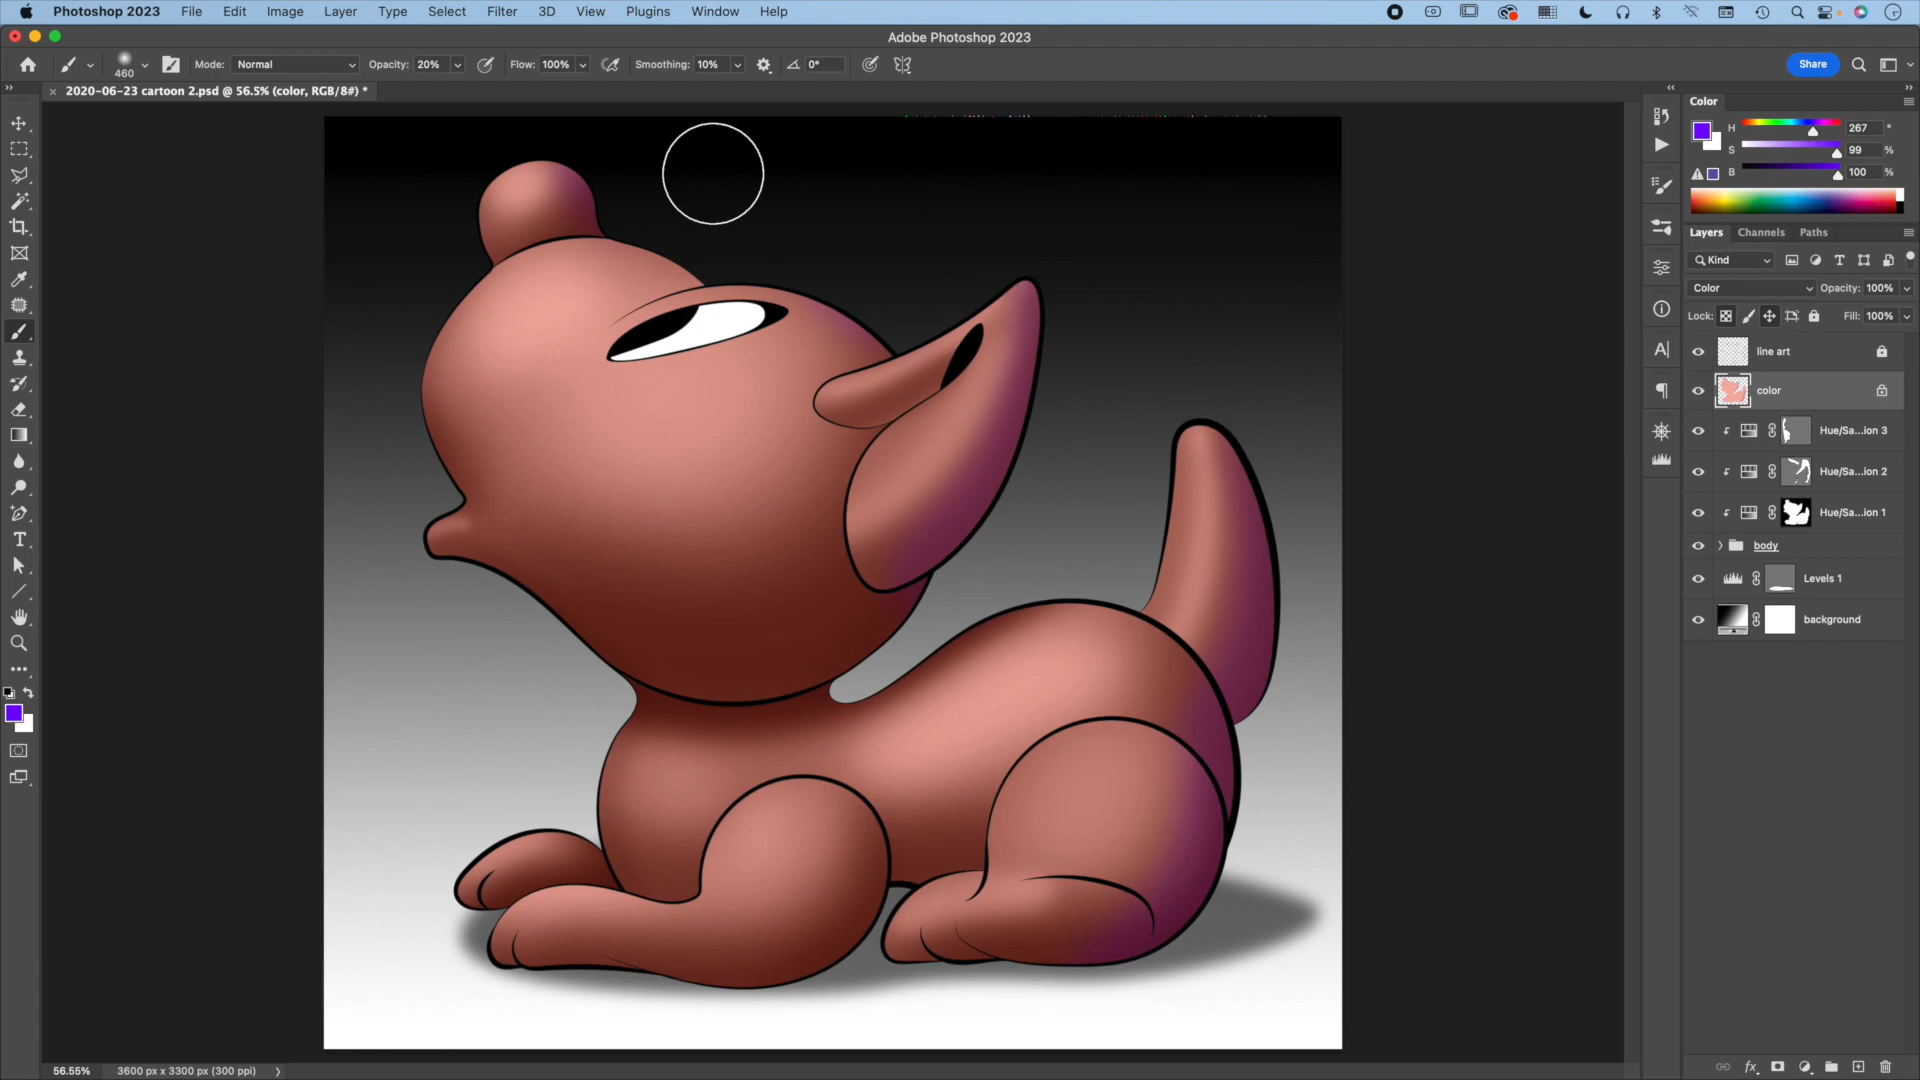 Photoshop 2023 File Edit Image Layer Type Select Filter 3D View Plugins Window Help
Adobe Photoshop 2023
460 Mode: Normal Opacity: 20% Flow: 100% Smoothing: 10% 0° Share
2020-06-23 cartoon 2.psd @ 56.5% (color, RGB/8#) *
Color
H 267 °
S 99 %
B 100 %
Layers Channels Paths
Kind
Color Opacity: 100%
Lock: Fill: 100%
line art
color
Hue/Sa...ion 3
Hue/Sa...ion 2
Hue/Sa...ion 1
body
Levels 1
background
56.55% 3600 px x 3300 px (300 ppi)